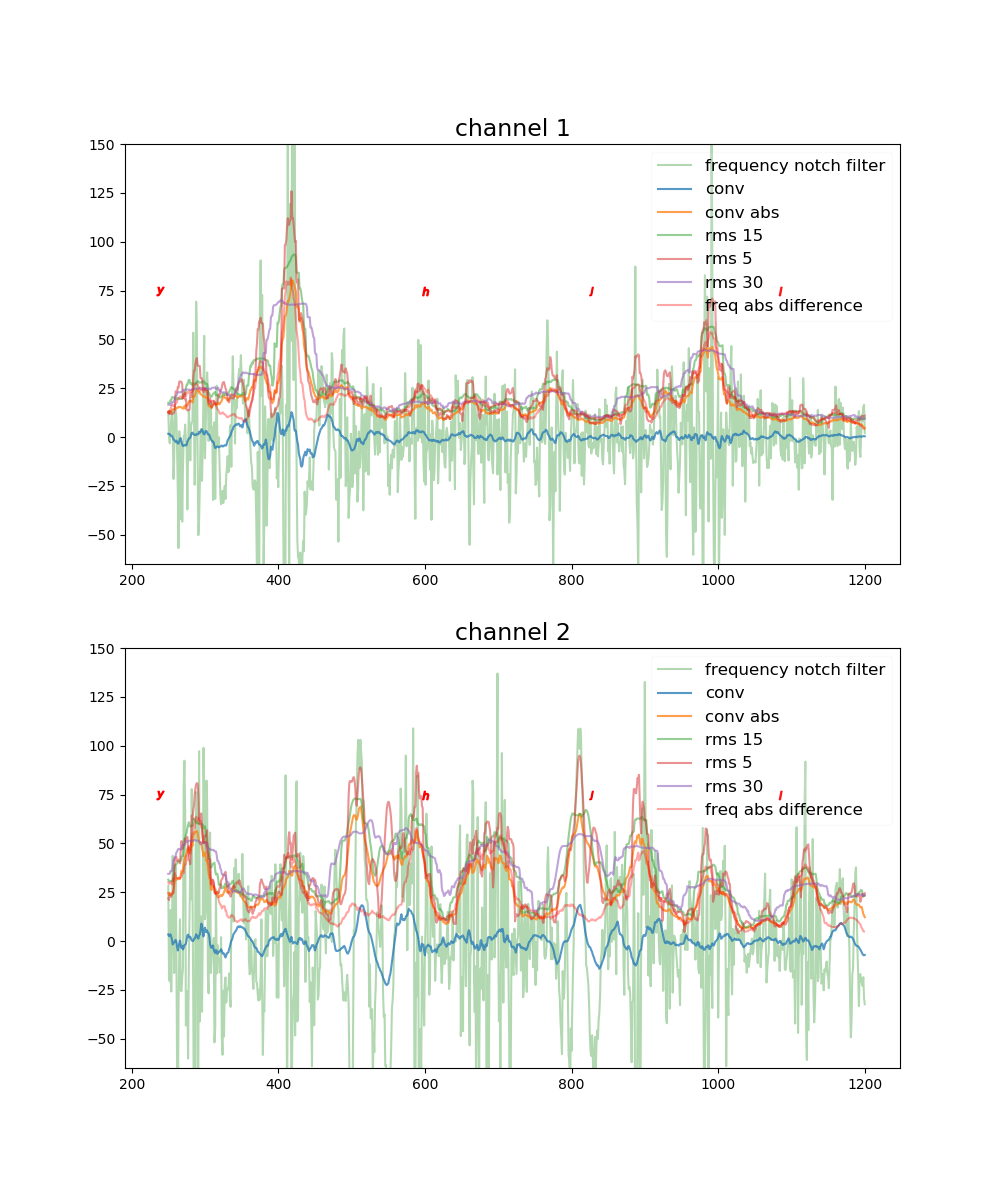 channel 1
150
125
100
75
50
25
0
−25
−50
frequency notch filter
conv
conv abs
rms 15
rms 5
rms 30
freq abs difference
y
h
j
l
200
400
600
800
1000
1200
channel 2
150
125
100
75
50
25
0
−25
−50
frequency notch filter
conv
conv abs
rms 15
rms 5
rms 30
freq abs difference
y
h
j
l
200
400
600
800
1000
1200